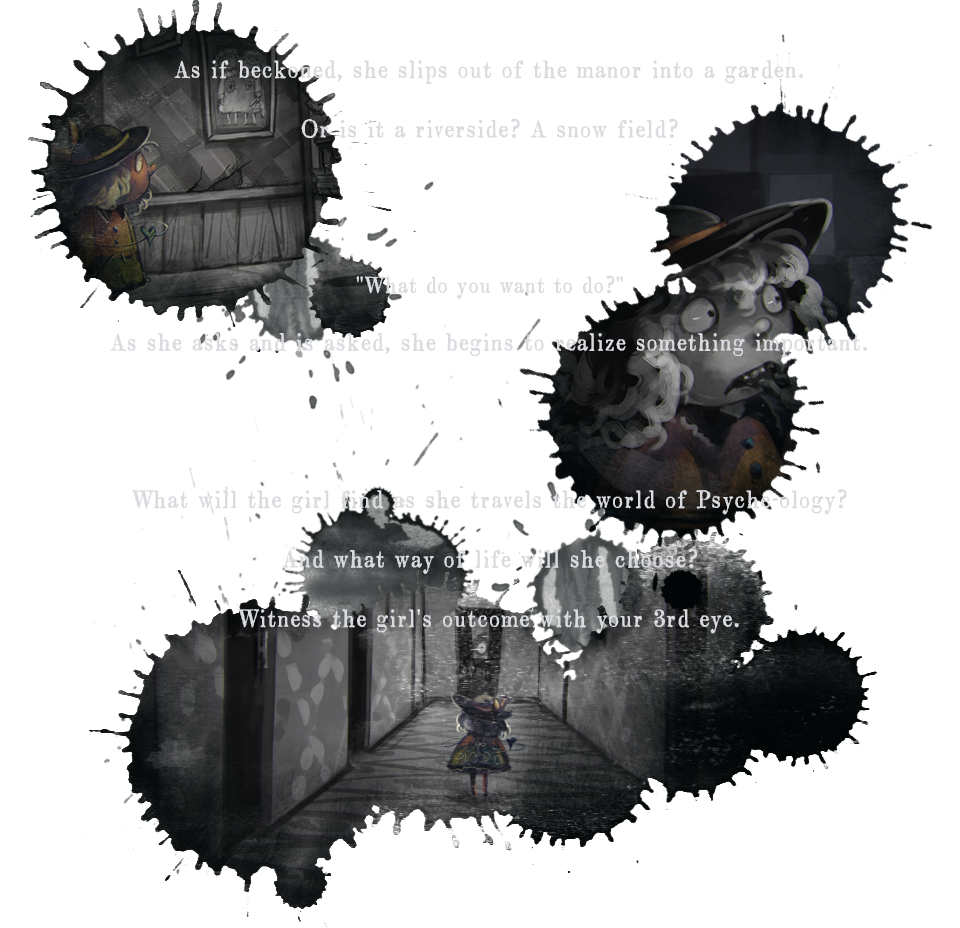 As if beckoned, she slips out of the manor into a garden.
Or is it a riverside? A snow field?
"What do you want to do?"
As she asks and is asked, she begins to realize something important.
What will the girl find as she travels the world of Psyche-ology?
And what way of life will she choose?
Witness the girl's outcome with your 3rd eye.